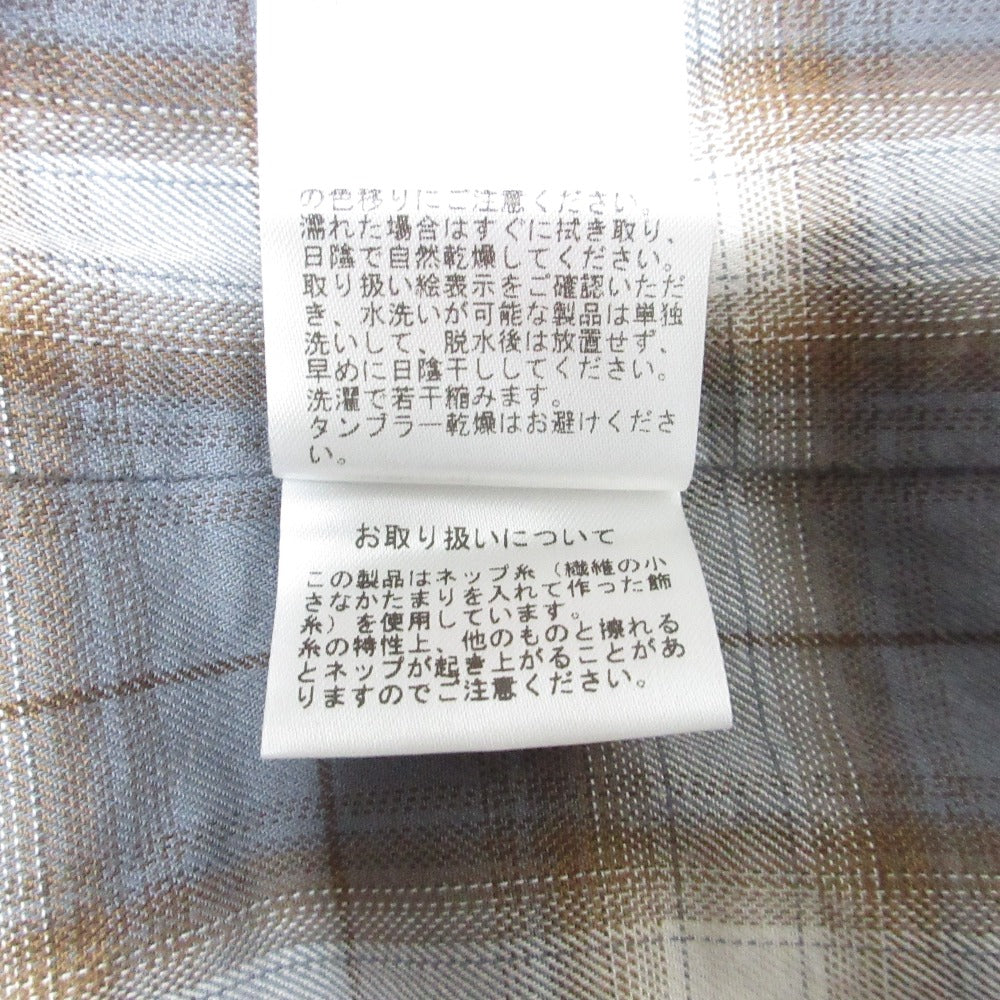 の色移りにご注意ください。
濡れた場合はすぐに拭き取り、
日陰で自然乾燥してください。
取り扱い絵表示をご確認いただ
き、水洗いが可能な製品は単独
洗いして、脱水後は放置せず、
早めに日陰干ししてください。
洗濯で若干縮みます。
タンブラー乾燥はお避けくださ
い。
お取り扱いについて
この製品はネップ糸（繊維の小
さなかたまりを入れて作った飾
糸）を使用しています。
糸の特性上、他のものと擦れる
とネップが起き上がることがあ
りますのでご注意ください。